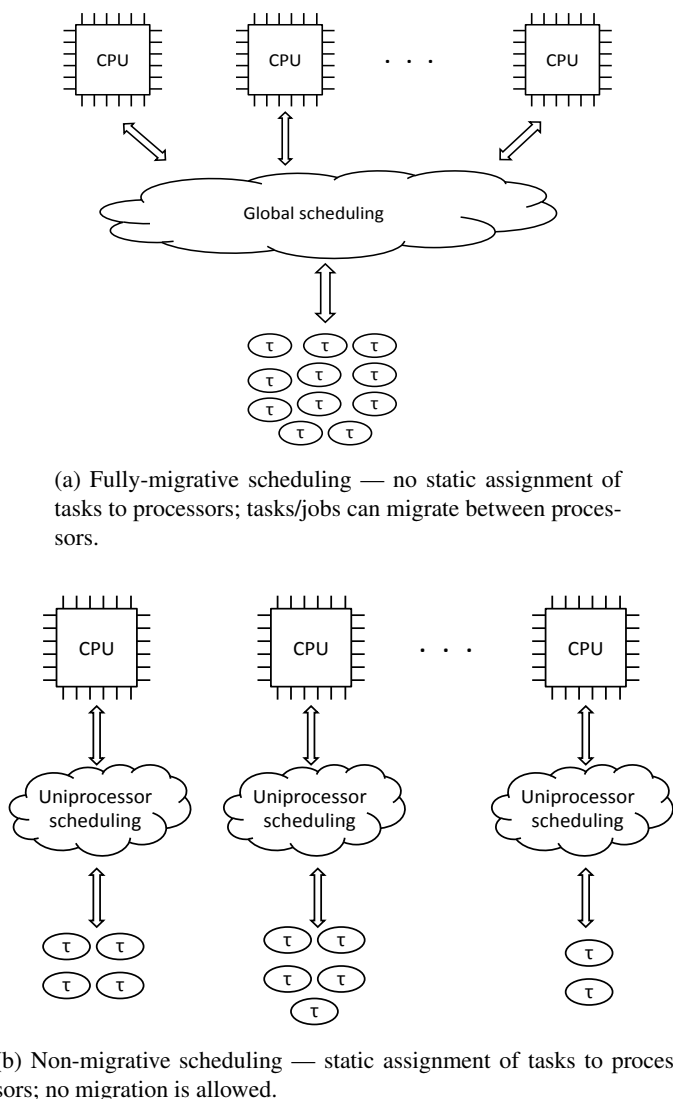 CPU CPU · · · CPU
Global scheduling
τ τ τ
τ τ τ
τ τ τ
τ τ
(a) Fully-migrative scheduling — no static assignment of
tasks to processors; tasks/jobs can migrate between proces-
sors.
CPU CPU · · · CPU
Uniprocessor Uniprocessor Uniprocessor
scheduling scheduling scheduling
τ τ τ τ τ
τ τ τ τ τ
τ
(b) Non-migrative scheduling — static assignment of tasks to proces-
sors; no migration is allowed.